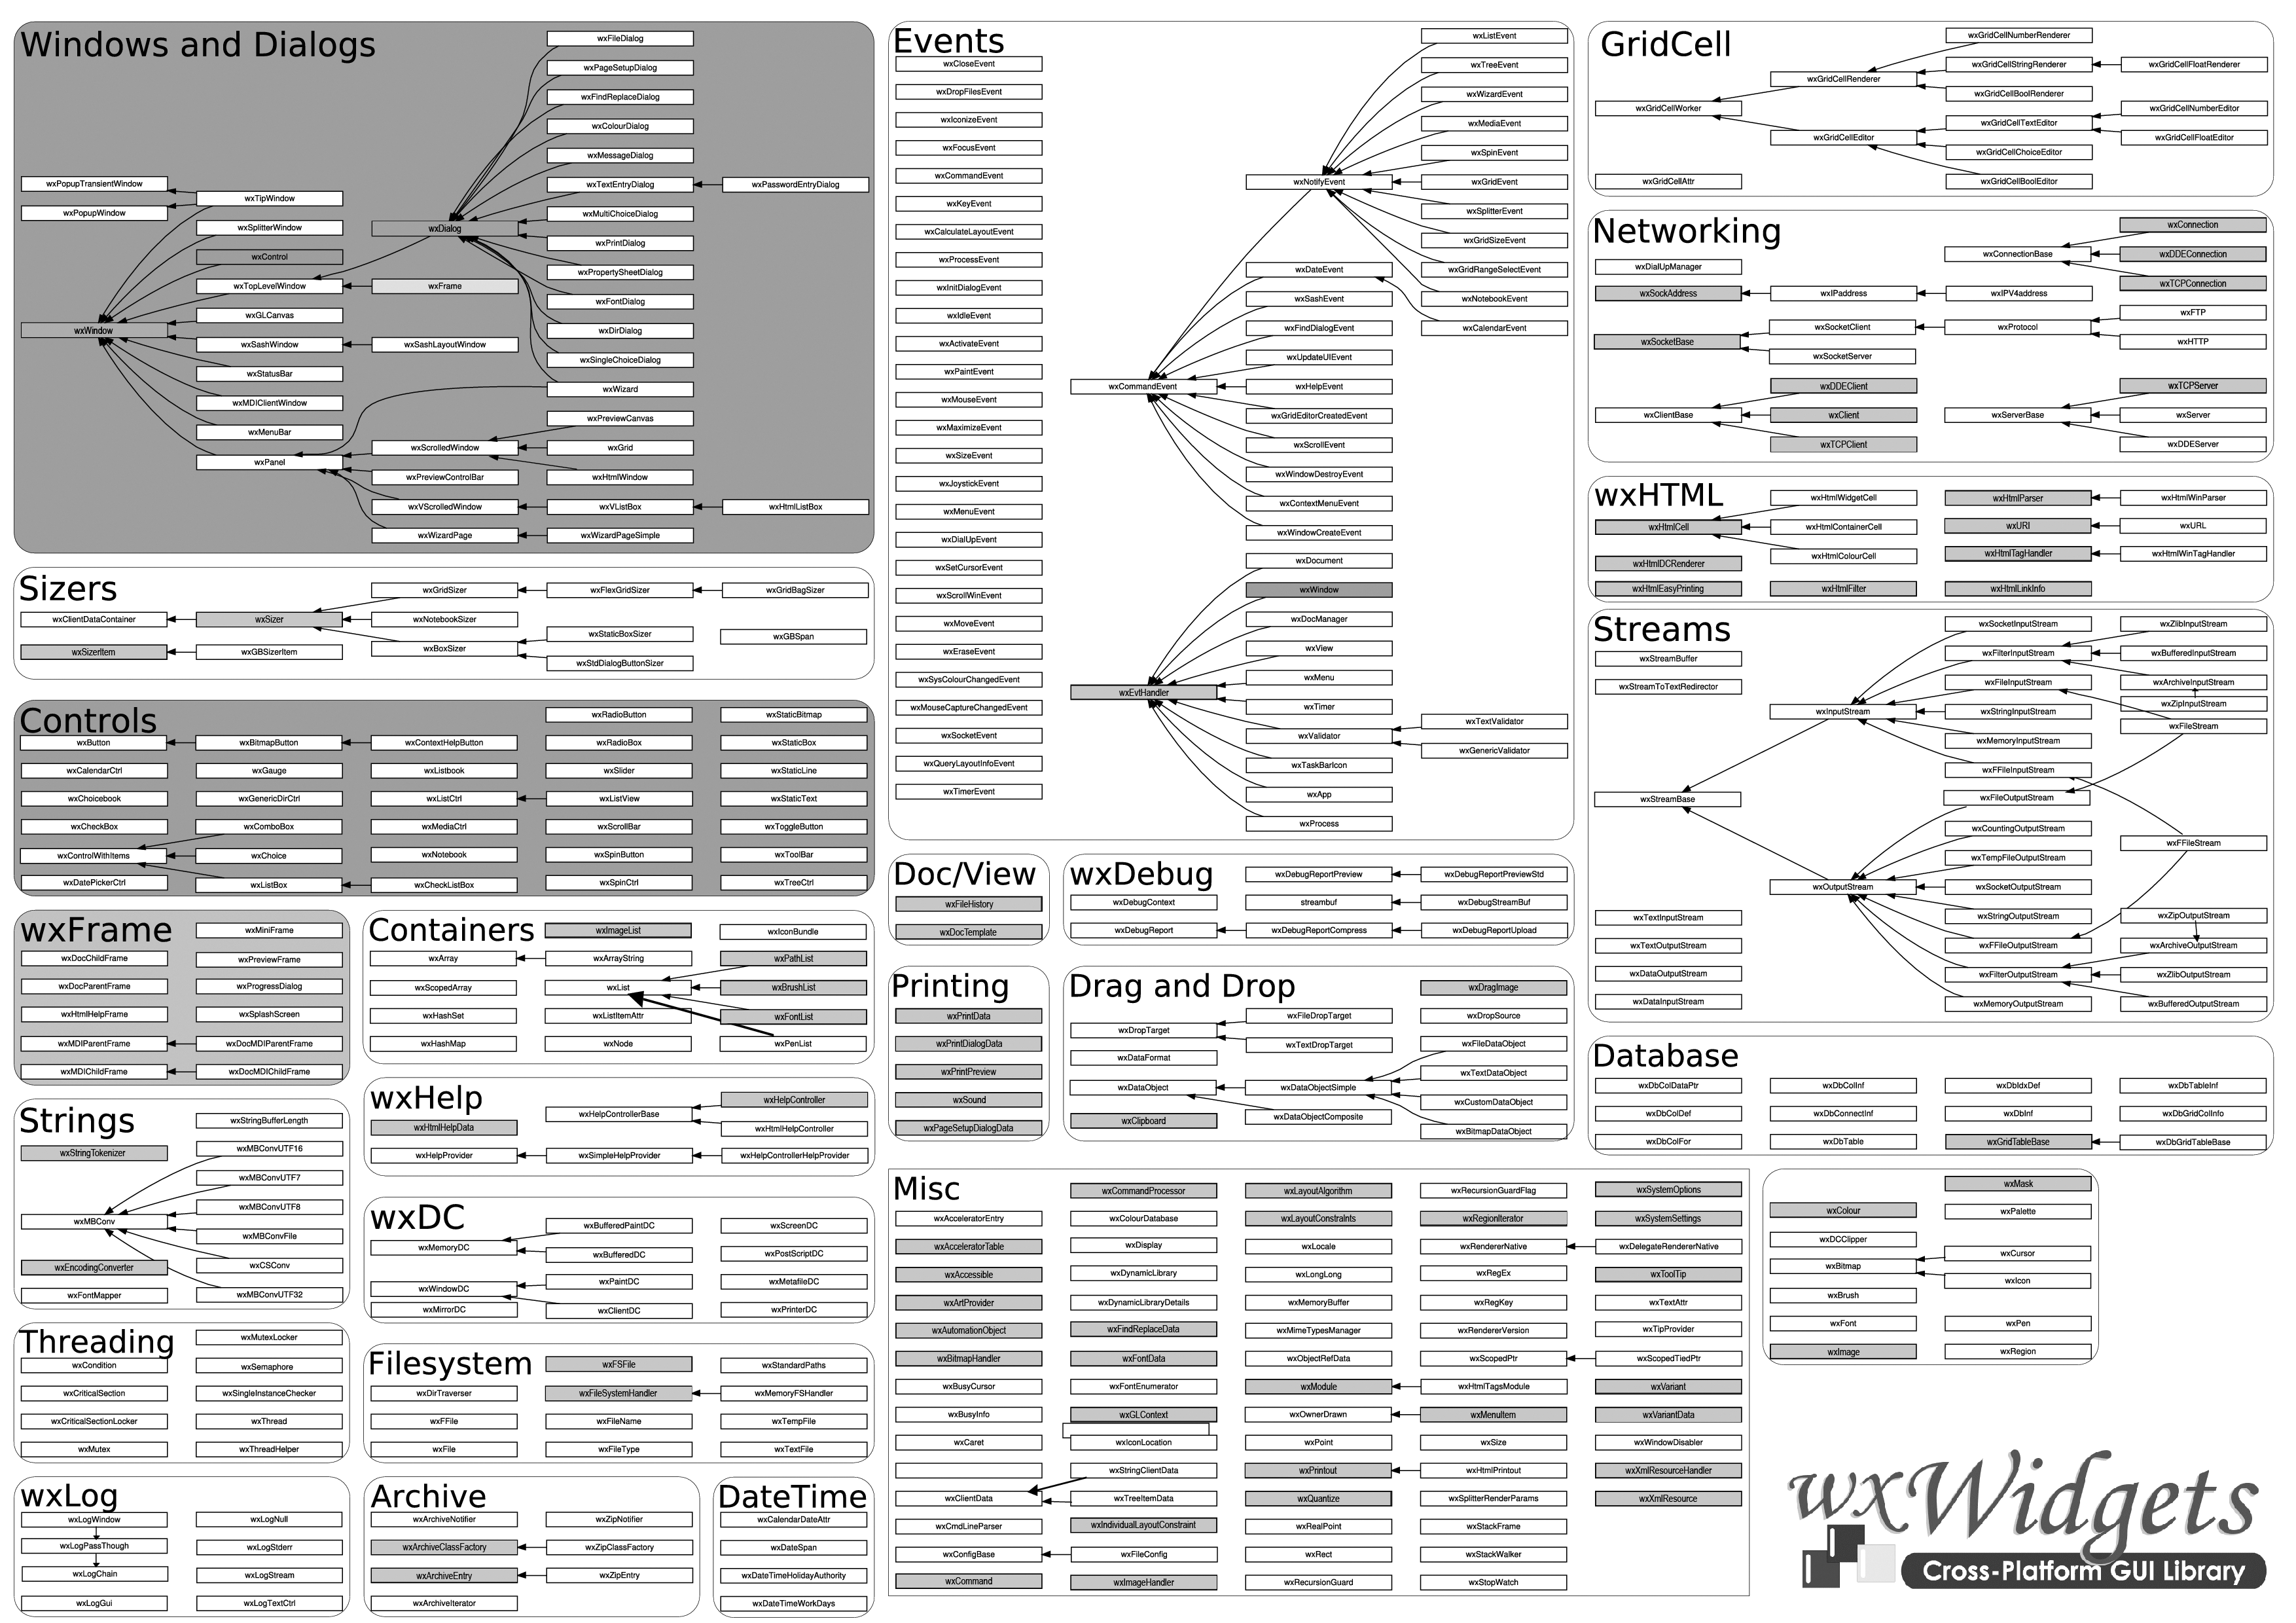 Windows and Dialogs
wxFileDialog
wxPageSetupDialog
wxFindReplaceDialog
wxColourDialog
wxMessageDialog
wxPopupTransientWindow
wxTextEntryDialog
wxPasswordEntryDialog
wxTipWindow
wxPopupWindow
wxMultiChoiceDialog
wxSplitterWindow
wxDialog
wxPrintDialog
wxControl
wxPropertySheetDialog
wxTopLevelWindow
wxFrame
wxFontDialog
wxGLCanvas
wxWindow
wxDirDialog
wxSashWindow
wxSashLayoutWindow
wxSingleChoiceDialog
wxStatusBar
wxWizard
wxMDIClientWindow
wxPreviewCanvas
wxMenuBar
wxScrolledWindow
wxGrid
wxPanel
wxPreviewControlBar
wxHtmlWindow
wxVScrolledWindow
wxVListBox
wxHtmlListBox
wxWizardPage
wxWizardPageSimple
Sizers
wxGridSizer
wxFlexGridSizer
wxGridBagSizer
wxClientDataContainer
wxSizer
wxNotebookSizer
wxStaticBoxSizer
wxGBSpan
wxSizerItem
wxGBSizerItem
wxBoxSizer
wxStdDialogButtonSizer
Controls
wxRadioButton
wxStaticBitmap
wxButton
wxBitmapButton
wxContextHelpButton
wxRadioBox
wxStaticBox
wxCalendarCtrl
wxGauge
wxListbook
wxSlider
wxStaticLine
wxChoicebook
wxGenericDirCtrl
wxListCtrl
wxListView
wxStaticText
wxCheckBox
wxComboBox
wxMediaCtrl
wxScrollBar
wxToggleButton
wxControlWithItems
wxChoice
wxNotebook
wxSpinButton
wxToolBar
wxDatePickerCtrl
wxListBox
wxCheckListBox
wxSpinCtrl
wxTreeCtrl
wxFrame
wxMiniFrame
wxDocChildFrame
wxPreviewFrame
wxDocParentFrame
wxProgressDialog
wxHtmlHelpFrame
wxSplashScreen
wxMDIParentFrame
wxDocMDIParentFrame
wxMDIChildFrame
wxDocMDIChildFrame
Containers
wxImageList
wxIconBundle
wxArray
wxArrayString
wxPathList
wxScopedArray
wxList
wxBrushList
wxHashSet
wxListItemAttr
wxFontList
wxHashMap
wxNode
wxPenList
Strings
wxStringBufferLength
wxStringTokenizer
wxMBConvUTF16
wxMBConvUTF7
wxMBConvUTF8
wxMBConv
wxMBConvFile
wxEncodingConverter
wxCSConv
wxFontMapper
wxMBConvUTF32
wxHelp
wxHelpController
wxHelpControllerBase
wxHtmlHelpData
wxHtmlHelpController
wxHelpProvider
wxSimpleHelpProvider
wxHelpControllerHelpProvider
wxDC
wxBufferedPaintDC
wxScreenDC
wxMemoryDC
wxBufferedDC
wxPostScriptDC
wxWindowDC
wxPaintDC
wxMetafileDC
wxMirrorDC
wxClientDC
wxPrinterDC
Threading
wxMutexLocker
wxCondition
wxSemaphore
wxCriticalSection
wxSingleInstanceChecker
wxCriticalSectionLocker
wxThread
wxMutex
wxThreadHelper
Filesystem
wxFSFile
wxStandardPaths
wxDirTraverser
wxFileSystemHandler
wxMemoryFSHandler
wxFFile
wxFileName
wxTempFile
wxFile
wxFileType
wxTextFile
wxLog
wxLogWindow
wxLogNull
wxLogPassThough
wxLogStderr
wxLogChain
wxLogStream
wxLogGui
wxLogTextCtrl
Archive
wxArchiveNotifier
wxZipNotifier
wxArchiveClassFactory
wxZipClassFactory
wxArchiveEntry
wxZipEntry
wxArchiveIterator
DateTime
wxCalendarDateAttr
wxDateSpan
wxDateTimeHolidayAuthority
wxDateTimeWorkDays
Events
wxCloseEvent
wxDropFilesEvent
wxIconizeEvent
wxFocusEvent
wxCommandEvent
wxKeyEvent
wxCalculateLayoutEvent
wxProcessEvent
wxInitDialogEvent
wxIdleEvent
wxActivateEvent
wxPaintEvent
wxMouseEvent
wxMaximizeEvent
wxSizeEvent
wxJoystickEvent
wxMenuEvent
wxDialUpEvent
wxSetCursorEvent
wxScrollWinEvent
wxMoveEvent
wxEraseEvent
wxSysColourChangedEvent
wxMouseCaptureChangedEvent
wxSocketEvent
wxQueryLayoutInfoEvent
wxTimerEvent
wxListEvent
wxTreeEvent
wxWizardEvent
wxMediaEvent
wxSpinEvent
wxNotifyEvent
wxGridEvent
wxSplitterEvent
wxGridSizeEvent
wxDateEvent
wxGridRangeSelectEvent
wxSashEvent
wxNotebookEvent
wxFindDialogEvent
wxCalendarEvent
wxUpdateUIEvent
wxCommandEvent
wxHelpEvent
wxGridEditorCreatedEvent
wxScrollEvent
wxWindowDestroyEvent
wxContextMenuEvent
wxWindowCreateEvent
wxDocument
wxWindow
wxDocManager
wxView
wxMenu
wxEvtHandler
wxTimer
wxTextValidator
wxValidator
wxGenericValidator
wxTaskBarIcon
wxApp
wxProcess
Doc/View
wxFileHistory
wxDocTemplate
wxDebug
wxDebugReportPreview
wxDebugReportPreviewStd
wxDebugContext
streambuf
wxDebugStreamBuf
wxDebugReport
wxDebugReportCompress
wxDebugReportUpload
Printing
wxPrintData
wxPrintDialogData
wxPrintPreview
wxSound
wxPageSetupDialogData
Drag and Drop
wxDragImage
wxFileDropTarget
wxDropSource
wxDropTarget
wxTextDropTarget
wxFileDataObject
wxDataFormat
wxTextDataObject
wxDataObject
wxDataObjectSimple
wxCustomDataObject
wxClipboard
wxDataObjectComposite
wxBitmapDataObject
Misc
wxCommandProcessor
wxLayoutAlgorithm
wxRecursionGuardFlag
wxSystemOptions
wxAcceleratorEntry
wxColourDatabase
wxLayoutConstraints
wxRegionIterator
wxSystemSettings
wxAcceleratorTable
wxDisplay
wxLocale
wxRendererNative
wxDelegateRendererNative
wxAccessible
wxDynamicLibrary
wxLongLong
wxRegEx
wxToolTip
wxArtProvider
wxDynamicLibraryDetails
wxMemoryBuffer
wxRegKey
wxTextAttr
wxAutomationObject
wxFindReplaceData
wxMimeTypesManager
wxRendererVersion
wxTipProvider
wxBitmapHandler
wxFontData
wxObjectRefData
wxScopedPtr
wxScopedTiedPtr
wxBusyCursor
wxFontEnumerator
wxModule
wxHtmlTagsModule
wxVariant
wxBusyInfo
wxGLContext
wxOwnerDrawn
wxMenuItem
wxVariantData
wxCaret
wxIconLocation
wxPoint
wxSize
wxWindowDisabler
wxStringClientData
wxPrintout
wxHtmlPrintout
wxXmlResourceHandler
wxClientData
wxTreeItemData
wxQuantize
wxSplitterRenderParams
wxXmlResource
wxCmdLineParser
wxIndividualLayoutConstraint
wxRealPoint
wxStackFrame
wxConfigBase
wxFileConfig
wxRect
wxStackWalker
wxCommand
wxImageHandler
wxRecursionGuard
wxStopWatch
GridCell
wxGridCellNumberRenderer
wxGridCellStringRenderer
wxGridCellFloatRenderer
wxGridCellRenderer
wxGridCellBoolRenderer
wxGridCellWorker
wxGridCellNumberEditor
wxGridCellTextEditor
wxGridCellEditor
wxGridCellFloatEditor
wxGridCellChoiceEditor
wxGridCellAttr
wxGridCellBoolEditor
Networking
wxConnection
wxConnectionBase
wxDDEConnection
wxDialUpManager
wxTCPConnection
wxSockAddress
wxIPaddress
wxIPV4address
wxFTP
wxSocketClient
wxProtocol
wxSocketBase
wxHTTP
wxSocketServer
wxDDEClient
wxTCPServer
wxClientBase
wxClient
wxServerBase
wxServer
wxTCPClient
wxDDEServer
wxHTML
wxHtmlWidgetCell
wxHtmlParser
wxHtmlWinParser
wxHtmlCell
wxHtmlContainerCell
wxURI
wxURL
wxHtmlDCRenderer
wxHtmlColourCell
wxHtmlTagHandler
wxHtmlWinTagHandler
wxHtmlEasyPrinting
wxHtmlFilter
wxHtmlLinkInfo
Streams
wxSocketInputStream
wxZlibInputStream
wxStreamBuffer
wxFilterInputStream
wxBufferedInputStream
wxStreamToTextRedirector
wxFileInputStream
wxArchiveInputStream
wxZipInputStream
wxInputStream
wxStringInputStream
wxFileStream
wxMemoryInputStream
wxFFileInputStream
wxStreamBase
wxFileOutputStream
wxCountingOutputStream
wxFFileStream
wxTempFileOutputStream
wxOutputStream
wxSocketOutputStream
wxTextInputStream
wxStringOutputStream
wxZipOutputStream
wxTextOutputStream
wxFFileOutputStream
wxArchiveOutputStream
wxDataOutputStream
wxFilterOutputStream
wxZlibOutputStream
wxDataInputStream
wxMemoryOutputStream
wxBufferedOutputStream
Database
wxDbColDataPtr
wxDbColInf
wxDbIdxDef
wxDbTableInf
wxDbColDef
wxDbConnectInf
wxDbInf
wxDbGridColInfo
wxDbColFor
wxDbTable
wxGridTableBase
wxDbGridTableBase
wxMask
wxColour
wxPalette
wxDCClipper
wxCursor
wxBitmap
wxIcon
wxBrush
wxFont
wxPen
wxImage
wxRegion
wxWidgets
Cross-Platform GUI Library